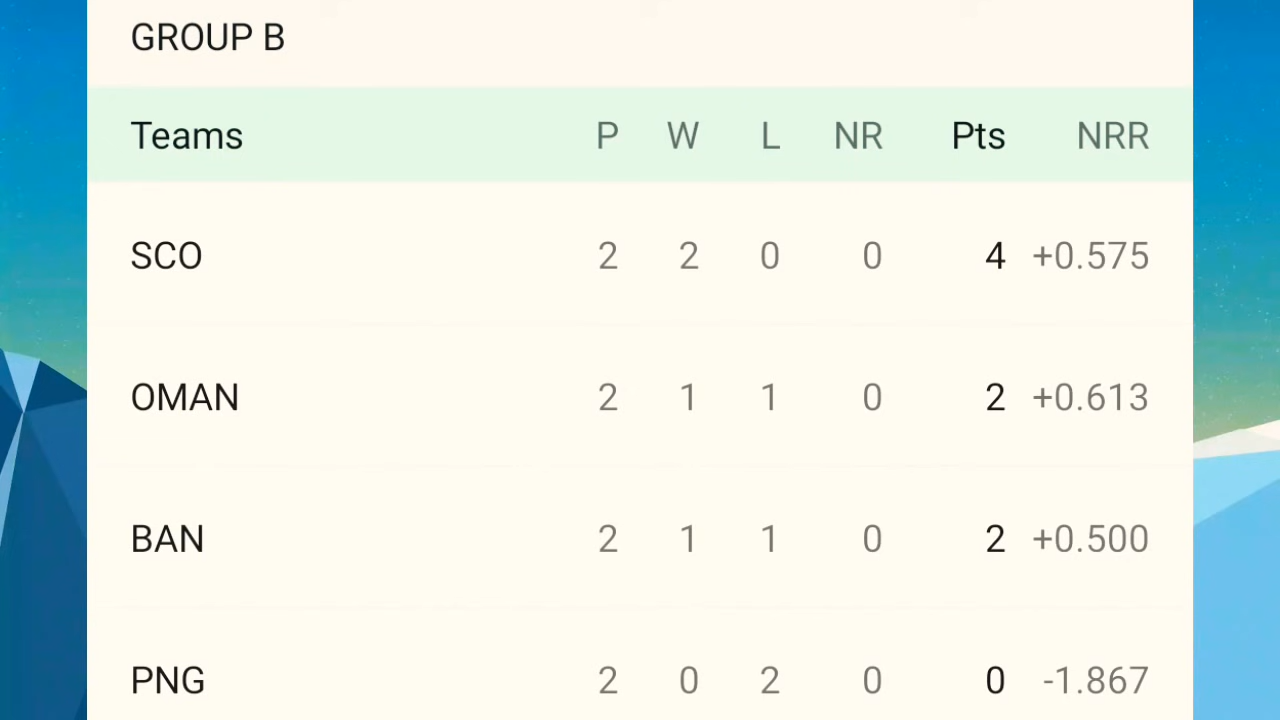 GROUP B
Teams P W L NR Pts NRR
SCO 2 2 0 0 4 +0.575
OMAN 2 1 1 0 2 +0.613
BAN 2 1 1 0 2 +0.500
PNG 2 0 2 0 0 -1.867